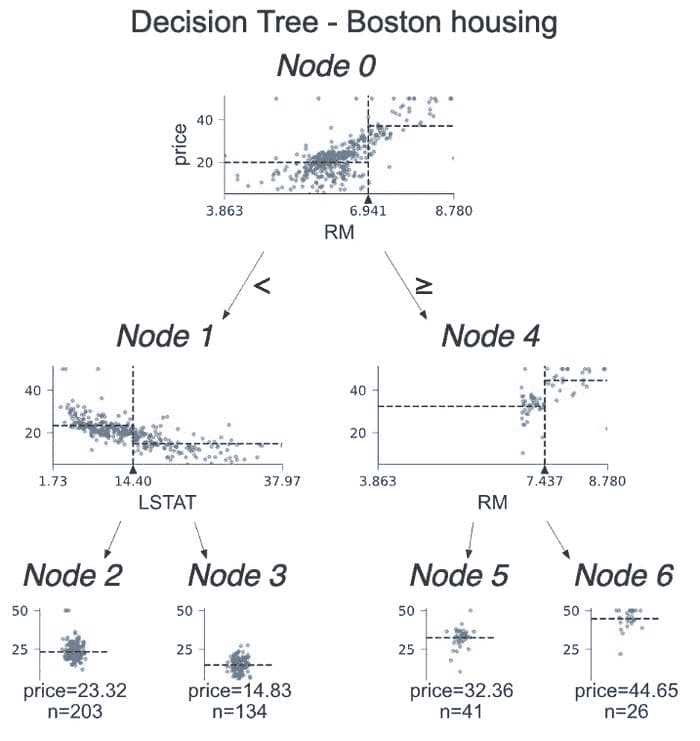 Decision Tree - Boston housing
Node 0
price
40
20
3.863 6.941 8.780
RM
< ≥
Node 1 Node 4
40 40
20 20
1.73 14.40 37.97 3.863 7.437 8.780
LSTAT RM
Node 2 Node 3 Node 5 Node 6
50 50 50 50
25 25 25 25
price=23.32 price=14.83 price=32.36 price=44.65
n=203 n=134 n=41 n=26